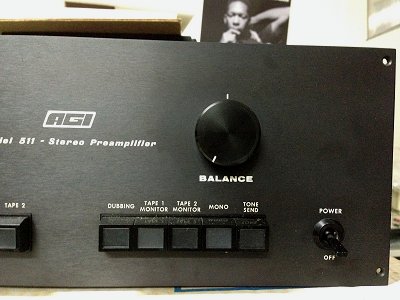 AGI
del 511 - Stereo Preamplifier
BALANCE
TAPE 2
DUBBING
TAPE 1
MONITOR
TAPE 2
MONITOR
MONO
TONE
SEND
POWER
OFF